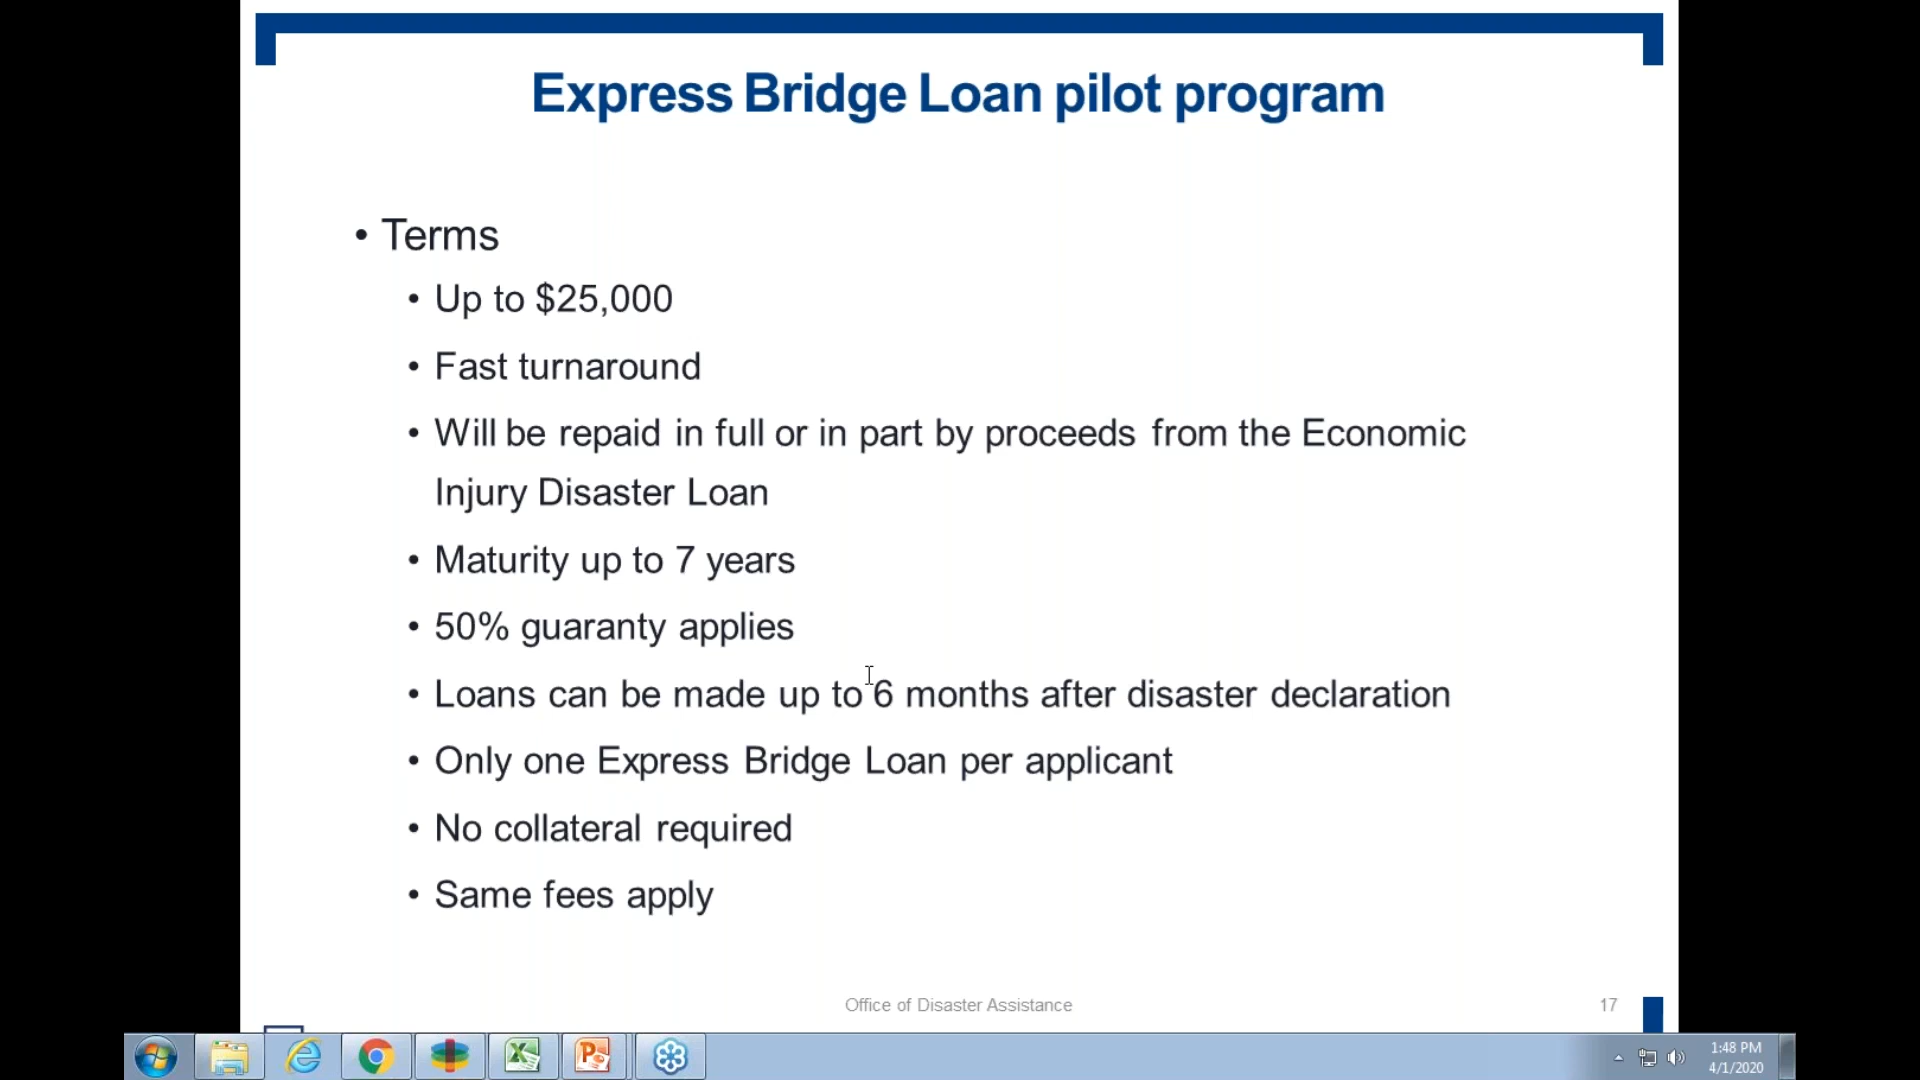 Express Bridge Loan pilot program
• Terms
• Up to $25,000
• Fast turnaround
• Will be repaid in full or in part by proceeds from the Economic
Injury Disaster Loan
• Maturity up to 7 years
• 50% guaranty applies
• Loans can be made up to 6 months after disaster declaration
• Only one Express Bridge Loan per applicant
• No collateral required
• Same fees apply
Office of Disaster Assistance
17
1:48 PM
4/1/2020